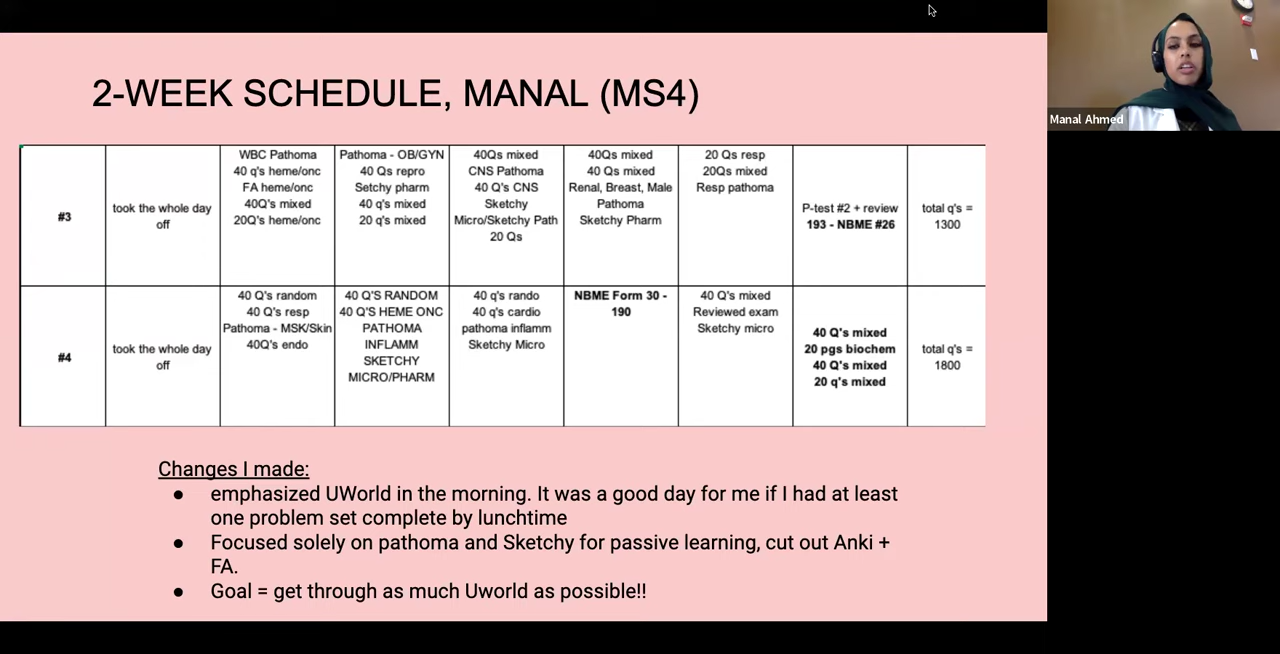 2-WEEK SCHEDULE, MANAL (MS4)
Manal Ahmed
#3
took the whole day
off
WBC Pathoma
40 q's heme/onc
FA heme/onc
40Q's mixed
20Q's heme/onc
Pathoma - OB/GYN
40 Qs repro
Setchy pharm
40 q's mixed
20 q's mixed
40Qs mixed
CNS Pathoma
40 Q's CNS
Sketchy
Micro/Sketchy Path
20 Qs
40Qs mixed
40 Qs mixed
Renal, Breast, Male
Pathoma
Sketchy Pharm
20 Qs resp
20Qs mixed
Resp pathoma
P-test #2 + review
193 - NBME #26
total q's =
1300
#4
took the whole day
off
40 Q's random
40 Q's resp
Pathoma - MSK/Skin
40Q's endo
40 Q'S RANDOM
40 Q'S HEME ONC
PATHOMA
INFLAMM
SKETCHY
MICRO/PHARM
40 q's rando
40 q's cardio
pathoma inflamm
Sketchy Micro
NBME Form 30 -
190
40 Q's mixed
Reviewed exam
Sketchy micro
40 Q's mixed
20 pgs biochem
40 Q's mixed
20 q's mixed
total q's =
1800
Changes I made:
● emphasized UWorld in the morning. It was a good day for me if I had at least
one problem set complete by lunchtime
● Focused solely on pathoma and Sketchy for passive learning, cut out Anki +
FA.
● Goal = get through as much Uworld as possible!!